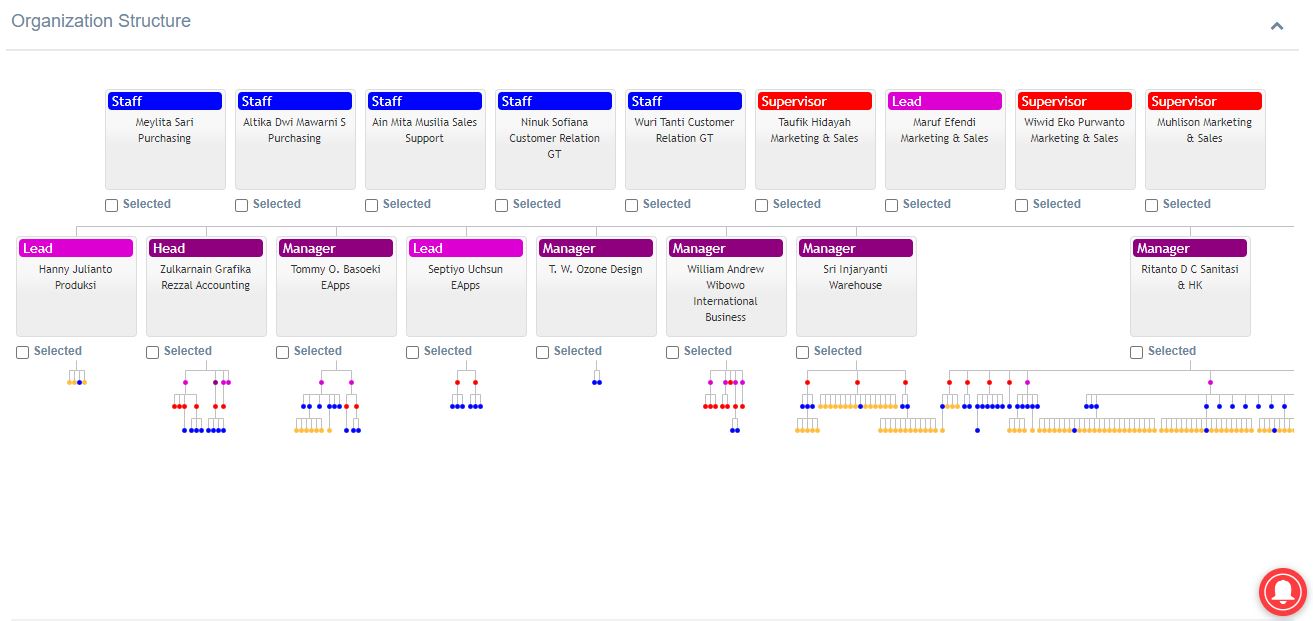 Organization Structure
Staff
Meylita Sari
Purchasing
Selected
Staff
Altika Dwi Mawarni S
Purchasing
Selected
Staff
Ain Mita Musilia Sales
Support
Selected
Staff
Ninuk Sofiana
Customer Relation
GT
Selected
Staff
Wuri Tanti Customer
Relation GT
Selected
Supervisor
Taufik Hidayah
Marketing & Sales
Selected
Lead
Maruf Efendi
Marketing & Sales
Selected
Supervisor
Wiwid Eko Purwanto
Marketing & Sales
Selected
Supervisor
Muhlison Marketing
& Sales
Selected
Lead
Hanny Julianto
Produksi
Selected
Head
Zulkarnain Grafika
Rezzal Accounting
Selected
Manager
Tommy O. Basoeki
EApps
Selected
Lead
Septiyo Uchsun
EApps
Selected
Manager
T. W. Ozone Design
Selected
Manager
William Andrew
Wibowo
International
Business
Selected
Manager
Sri Injaryanti
Warehouse
Selected
Manager
Ritanto D C Sanitasi
& HK
Selected